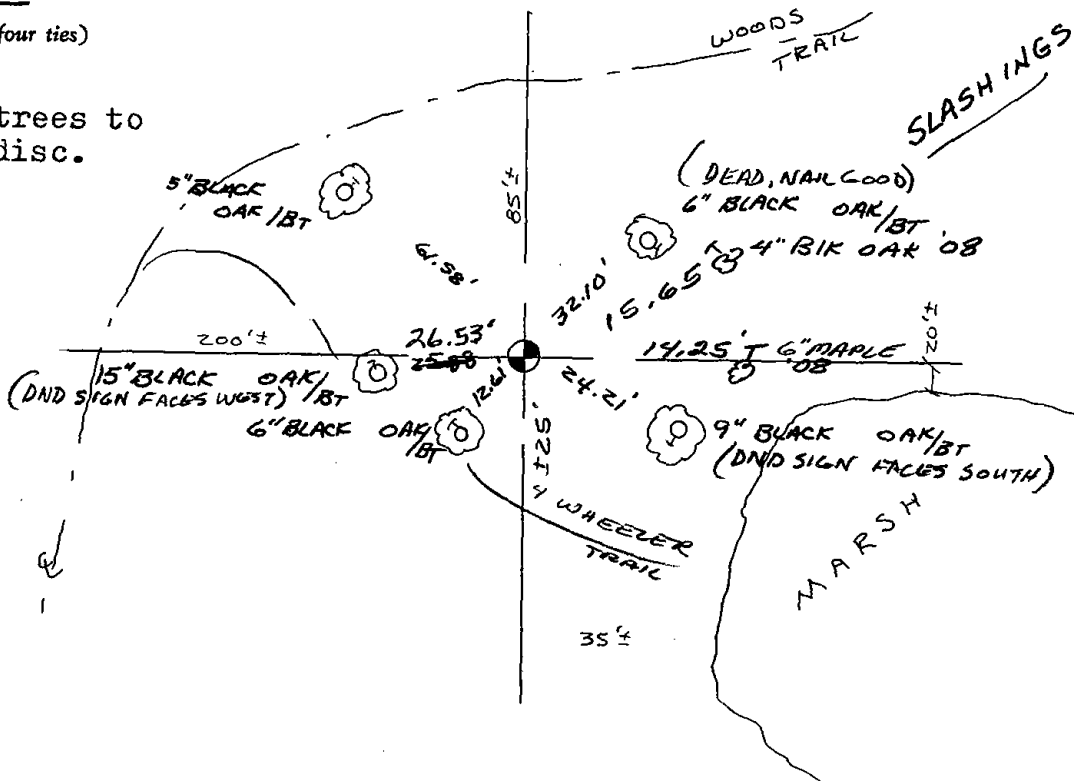 four ties)
trees to
disc.
WOODS
TRAIL
SLASHINGS
5" BLACK
OAK/BT
85'±
(DEAD, NAIL GOOD)
6" BLACK OAK/BT
4" BLK OAK '08
6.58'
32.10'
15.65
T
200'±
26.53'
25.88
14.25' T 6" MAPLE
'08
20'±
15" BLACK OAK/BT
(DND SIGN FACES WEST)
12.61'
24.21'
6" BLACK OAK/BT
±25'
9" BLACK OAK/BT
(DND SIGN FACES SOUTH)
4 WHEELER
TRAIL
MARSH
35'±